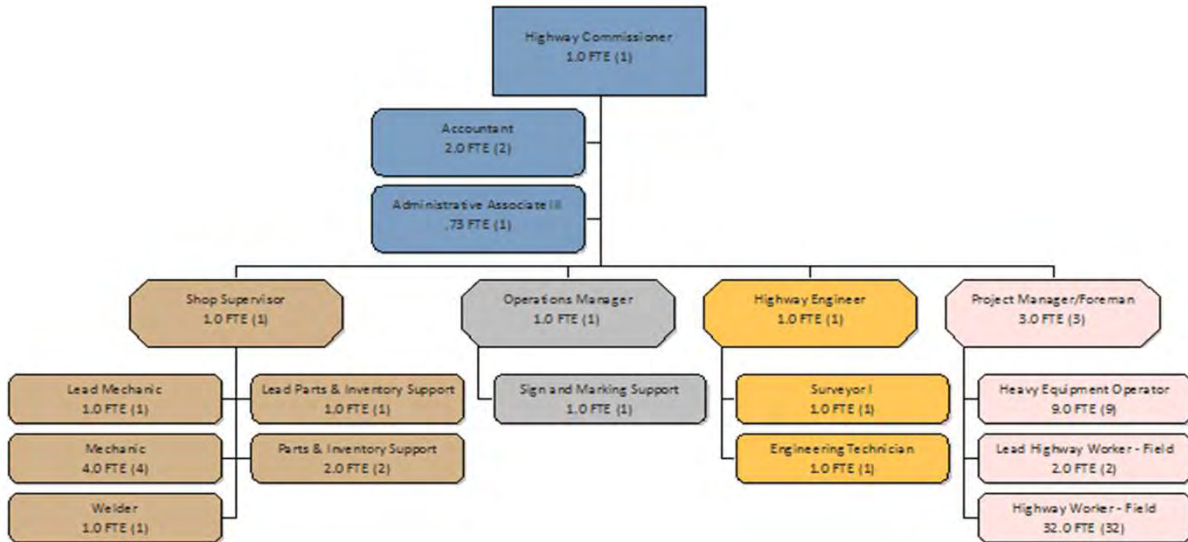 Highway Commissioner
1.0 FTE (1)
Accountant
2.0 FTE (2)
Administrative Associate III
.73 FTE (1)
Shop Supervisor
1.0 FTE (1)
Operations Manager
1.0 FTE (1)
Highway Engineer
1.0 FTE (1)
Project Manager/Foreman
3.0 FTE (3)
Lead Mechanic
1.0 FTE (1)
Lead Parts & Inventory Support
1.0 FTE (1)
Sign and Marking Support
1.0 FTE (1)
Surveyor I
1.0 FTE (1)
Heavy Equipment Operator
9.0 FTE (9)
Mechanic
4.0 FTE (4)
Parts & Inventory Support
2.0 FTE (2)
Engineering Technician
1.0 FTE (1)
Lead Highway Worker - Field
2.0 FTE (2)
Welder
1.0 FTE (1)
Highway Worker - Field
32.0 FTE (32)